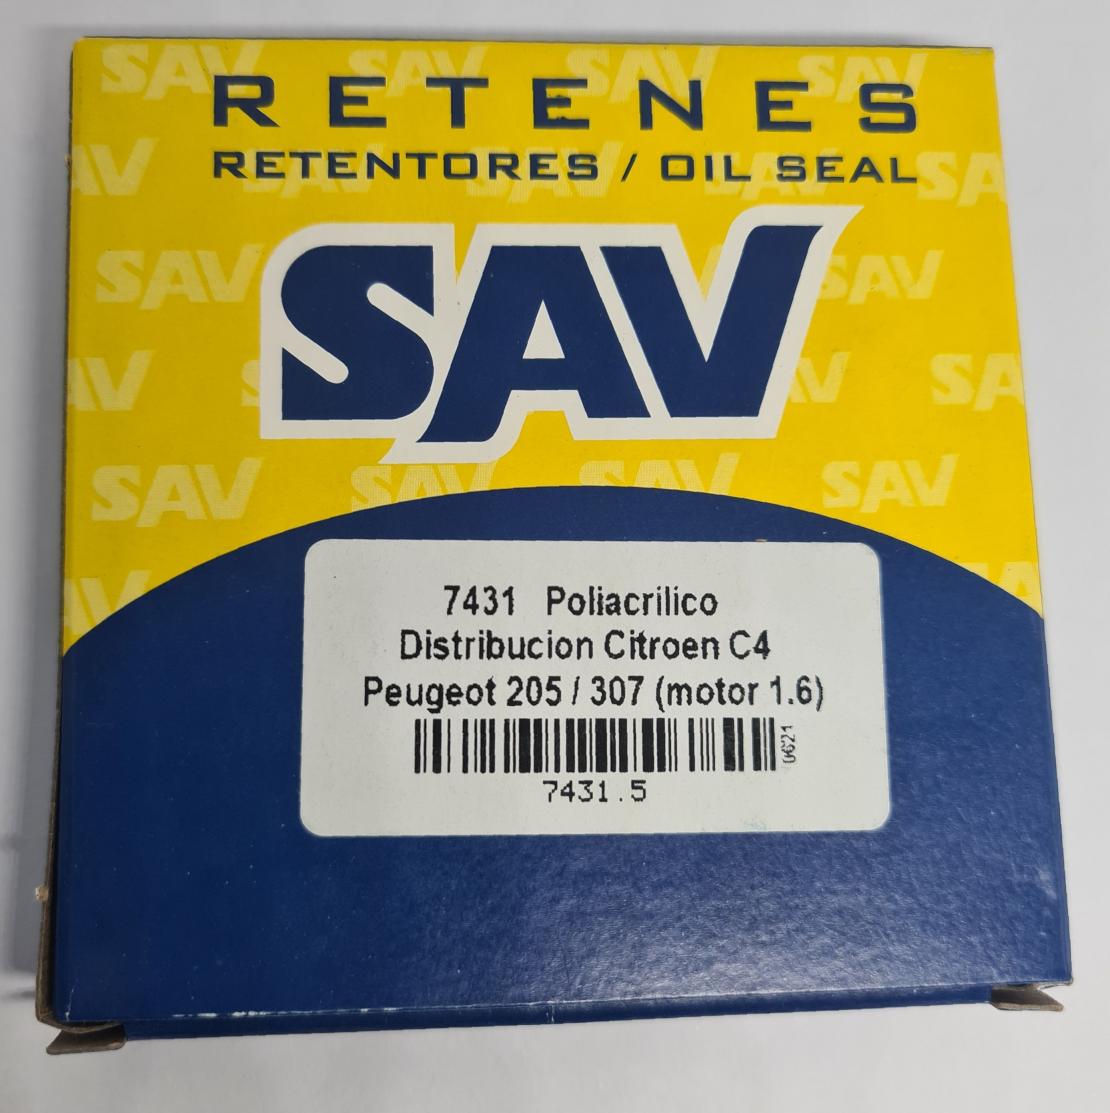 RETENES
RETENTORES / OIL SEAL
SAV
7431 Poliacrilico
Distribucion Citroen C4
Peugeot 205 / 307 (motor 1.6)
0621
7431.5